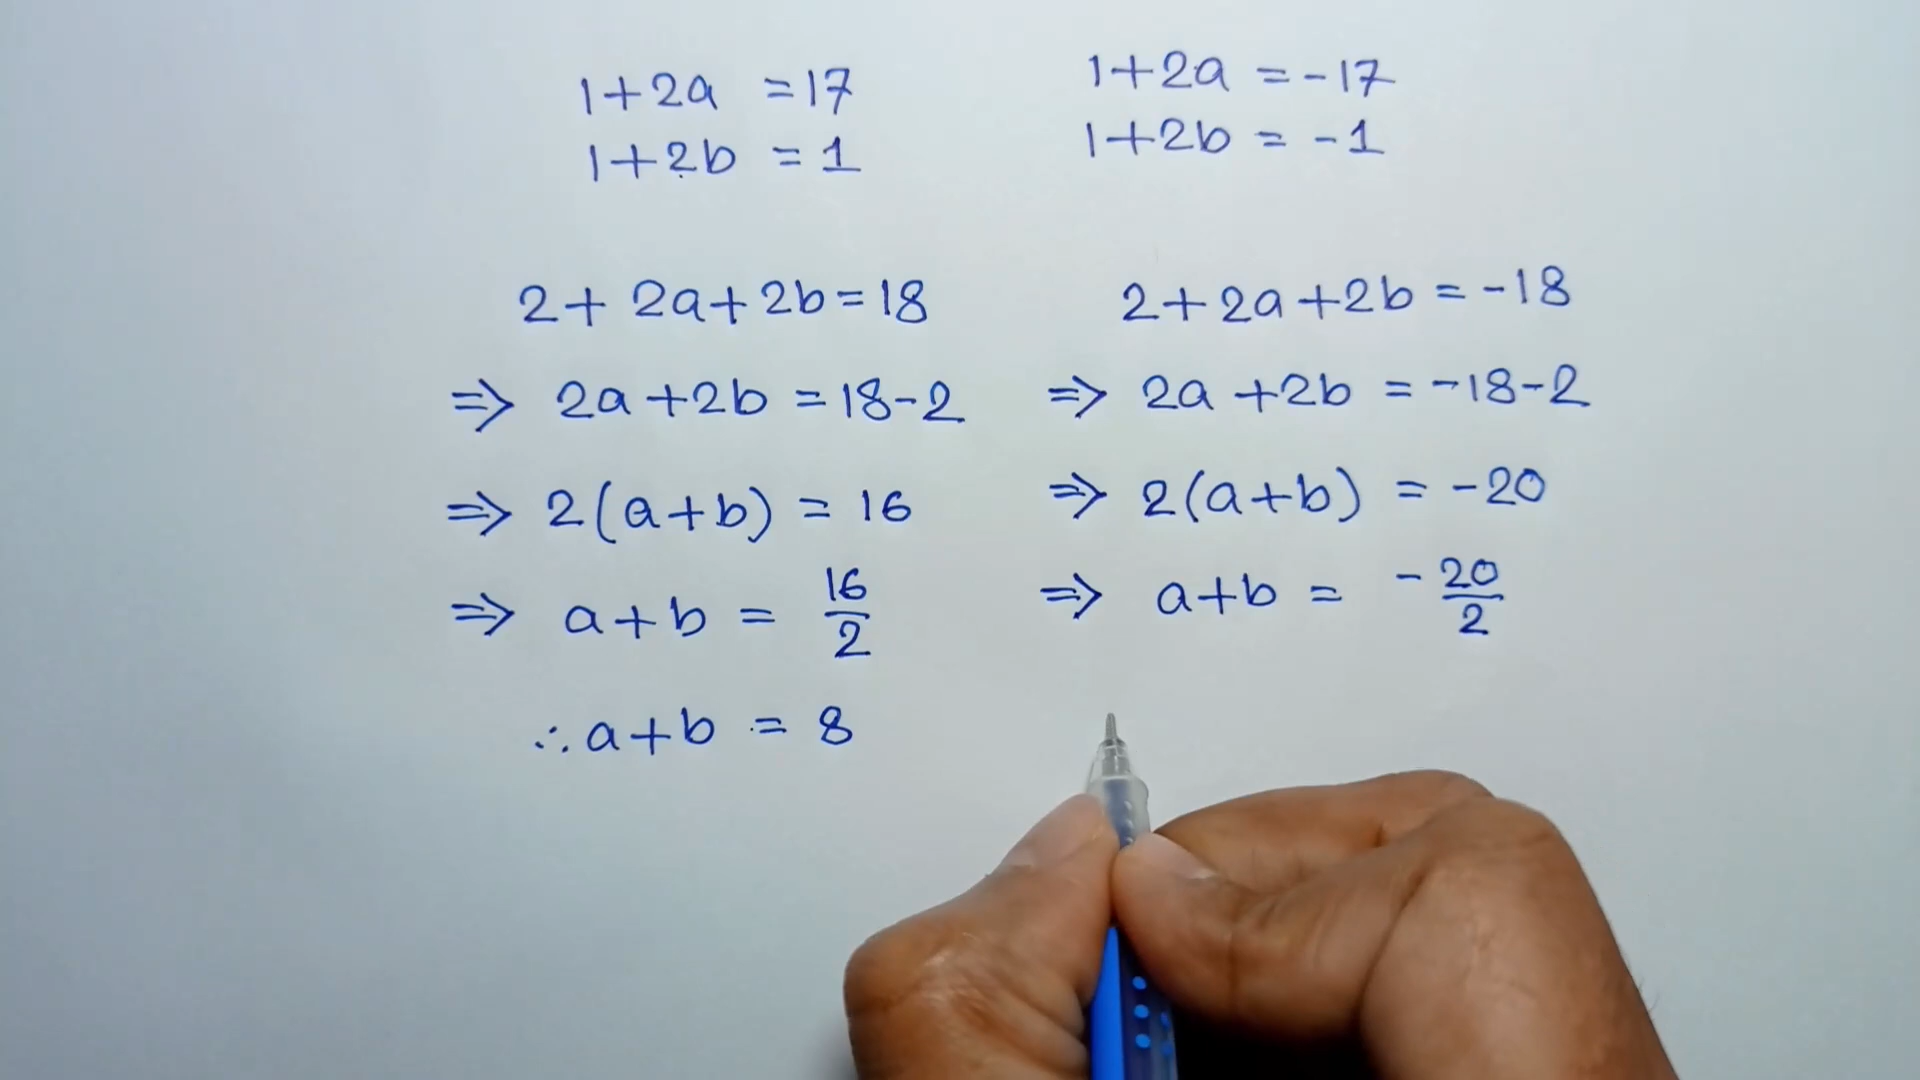 1+2a = 17
1+2b = 1
2+ 2a+2b = 18
⇒ 2a+2b = 18-2
⇒ 2(a+b) = 16
⇒ a+b = 16/2
∴ a+b = 8
1+2a = -17
1+2b = -1
2+2a+2b = -18
⇒ 2a+2b = -18-2
⇒ 2(a+b) = -20
⇒ a+b = -20/2